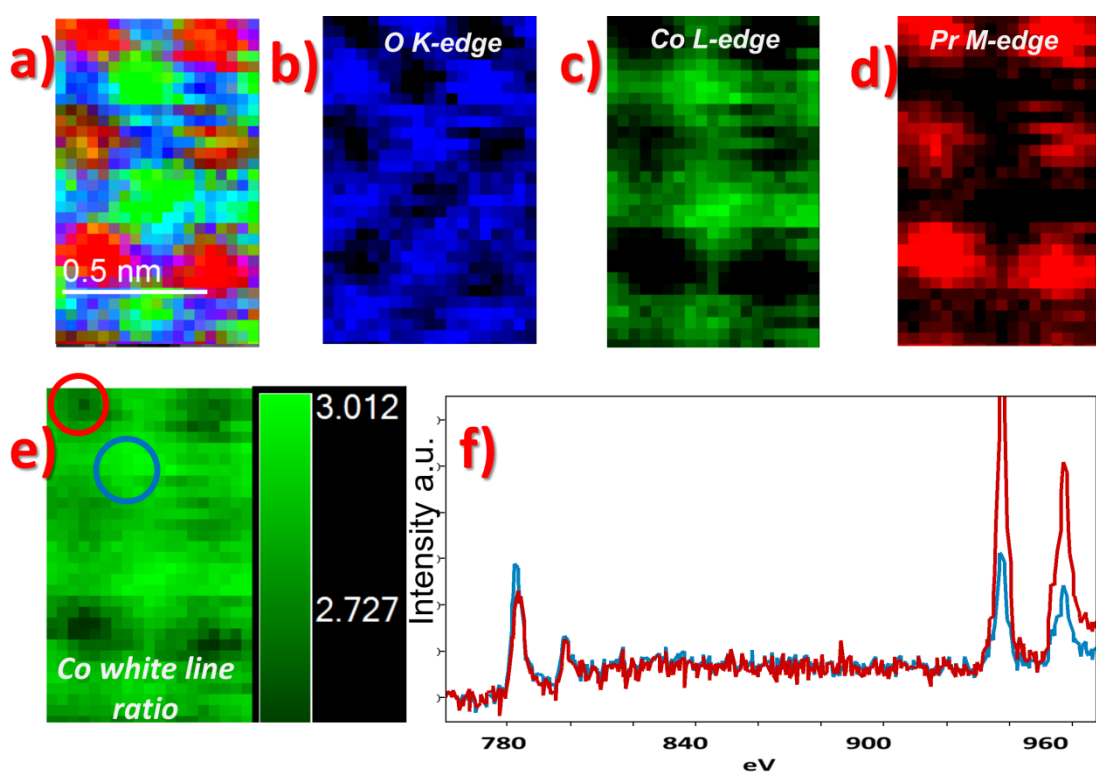 a)
0.5 nm
b)
O K-edge
c)
Co L-edge
d)
Pr M-edge
e)
3.012
2.727
Co white line
ratio
f)
Intensity a.u.
780
840
900
960
eV